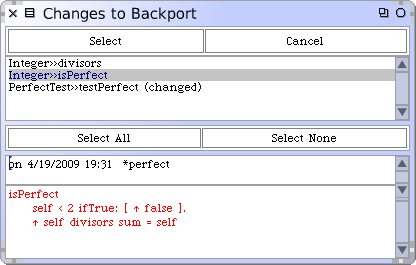 Changes to Backport
Select Cancel
Integer>>divisors
Integer>>isPerfect
PerfectTest>>testPerfect (changed)
Select All Select None
on 4/19/2009 19:31 *perfect
isPerfect
self < 2 ifTrue: [ ↑ false ].
↑ self divisors sum = self